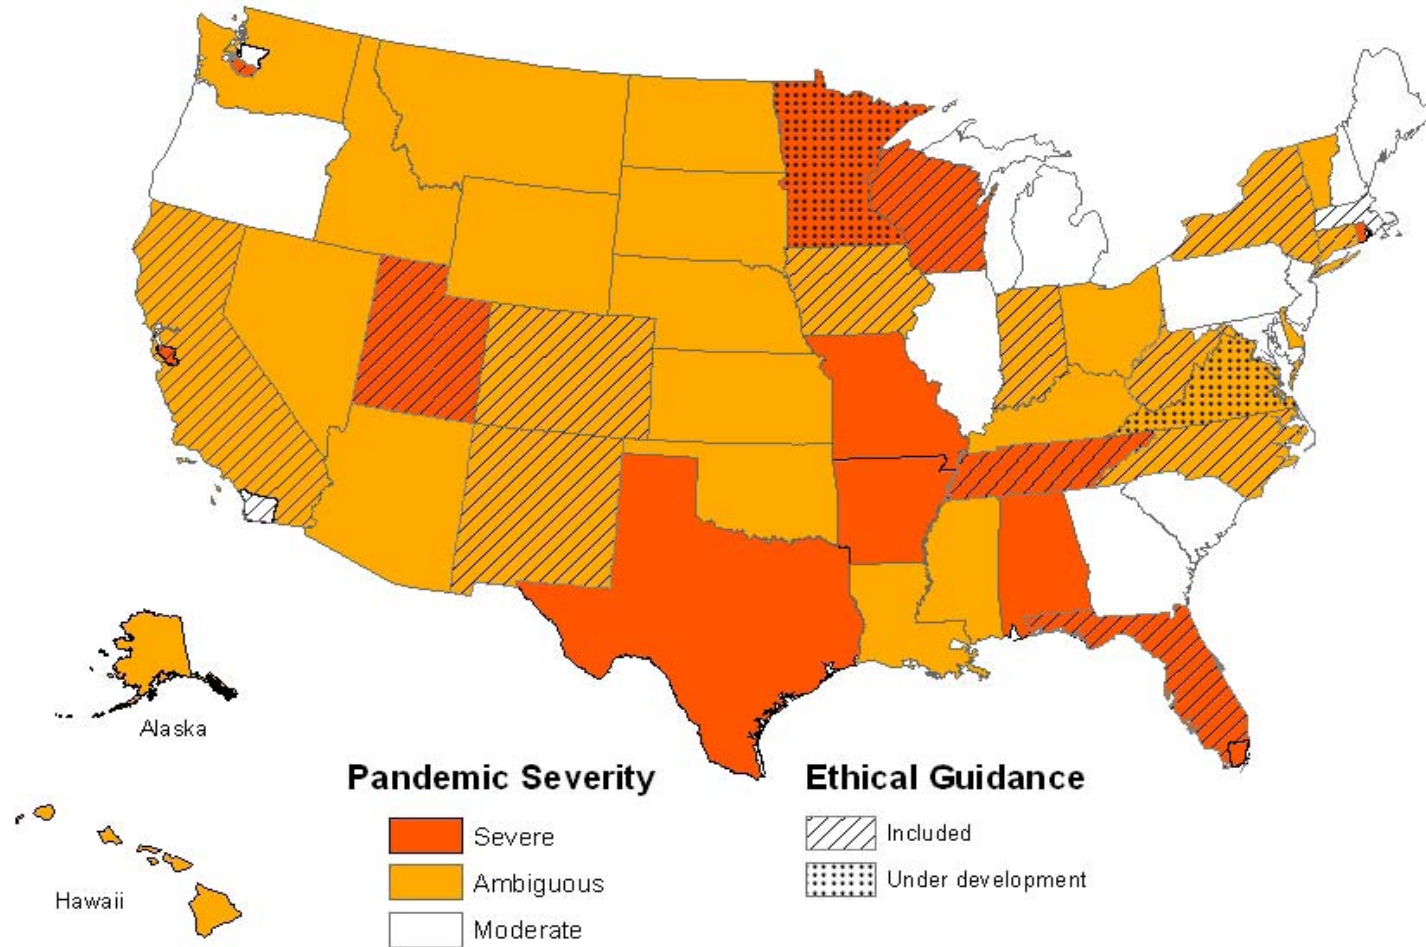 Alaska
Hawaii
Pandemic Severity
Severe
Ambiguous
Moderate
Ethical Guidance
Included
Under development